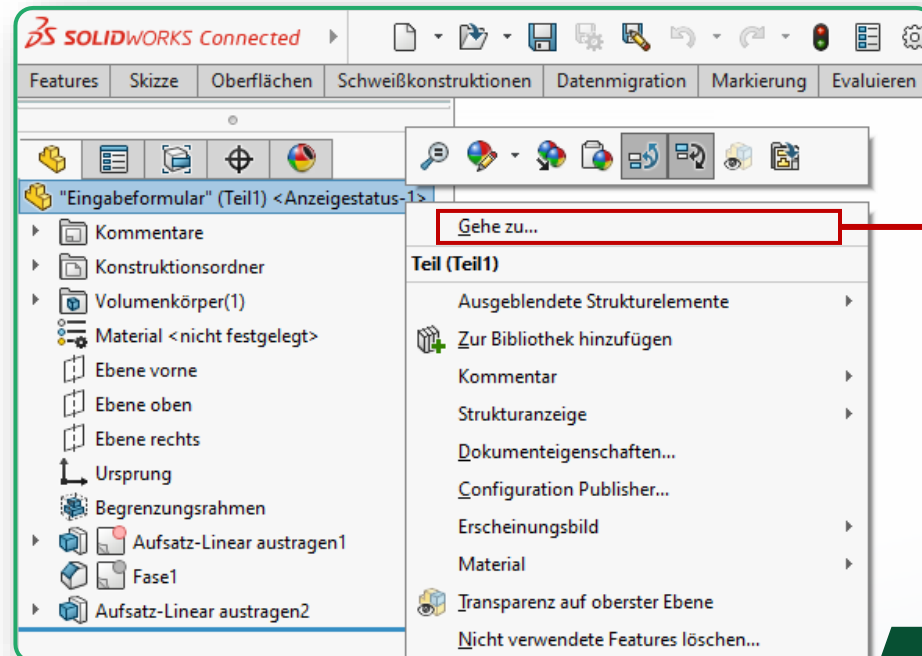 SOLIDWORKS Connected
Features Skizze Oberflächen Schweißkonstruktionen Datenmigration Markierung Evaluieren
"Eingabeformular" (Teil1) <Anzeigestatus-1>
Kommentare
Konstruktionsordner
Volumenkörper(1)
Material <nicht festgelegt>
Ebene vorne
Ebene oben
Ebene rechts
Ursprung
Begrenzungsrahmen
Aufsatz-Linear austragen1
Fase1
Aufsatz-Linear austragen2
Gehe zu...
Teil (Teil1)
Ausgeblendete Strukturelemente
Zur Bibliothek hinzufügen
Kommentar
Strukturanzeige
Dokumenteigenschaften...
Configuration Publisher...
Erscheinungsbild
Material
Transparenz auf oberster Ebene
Nicht verwendete Features löschen...